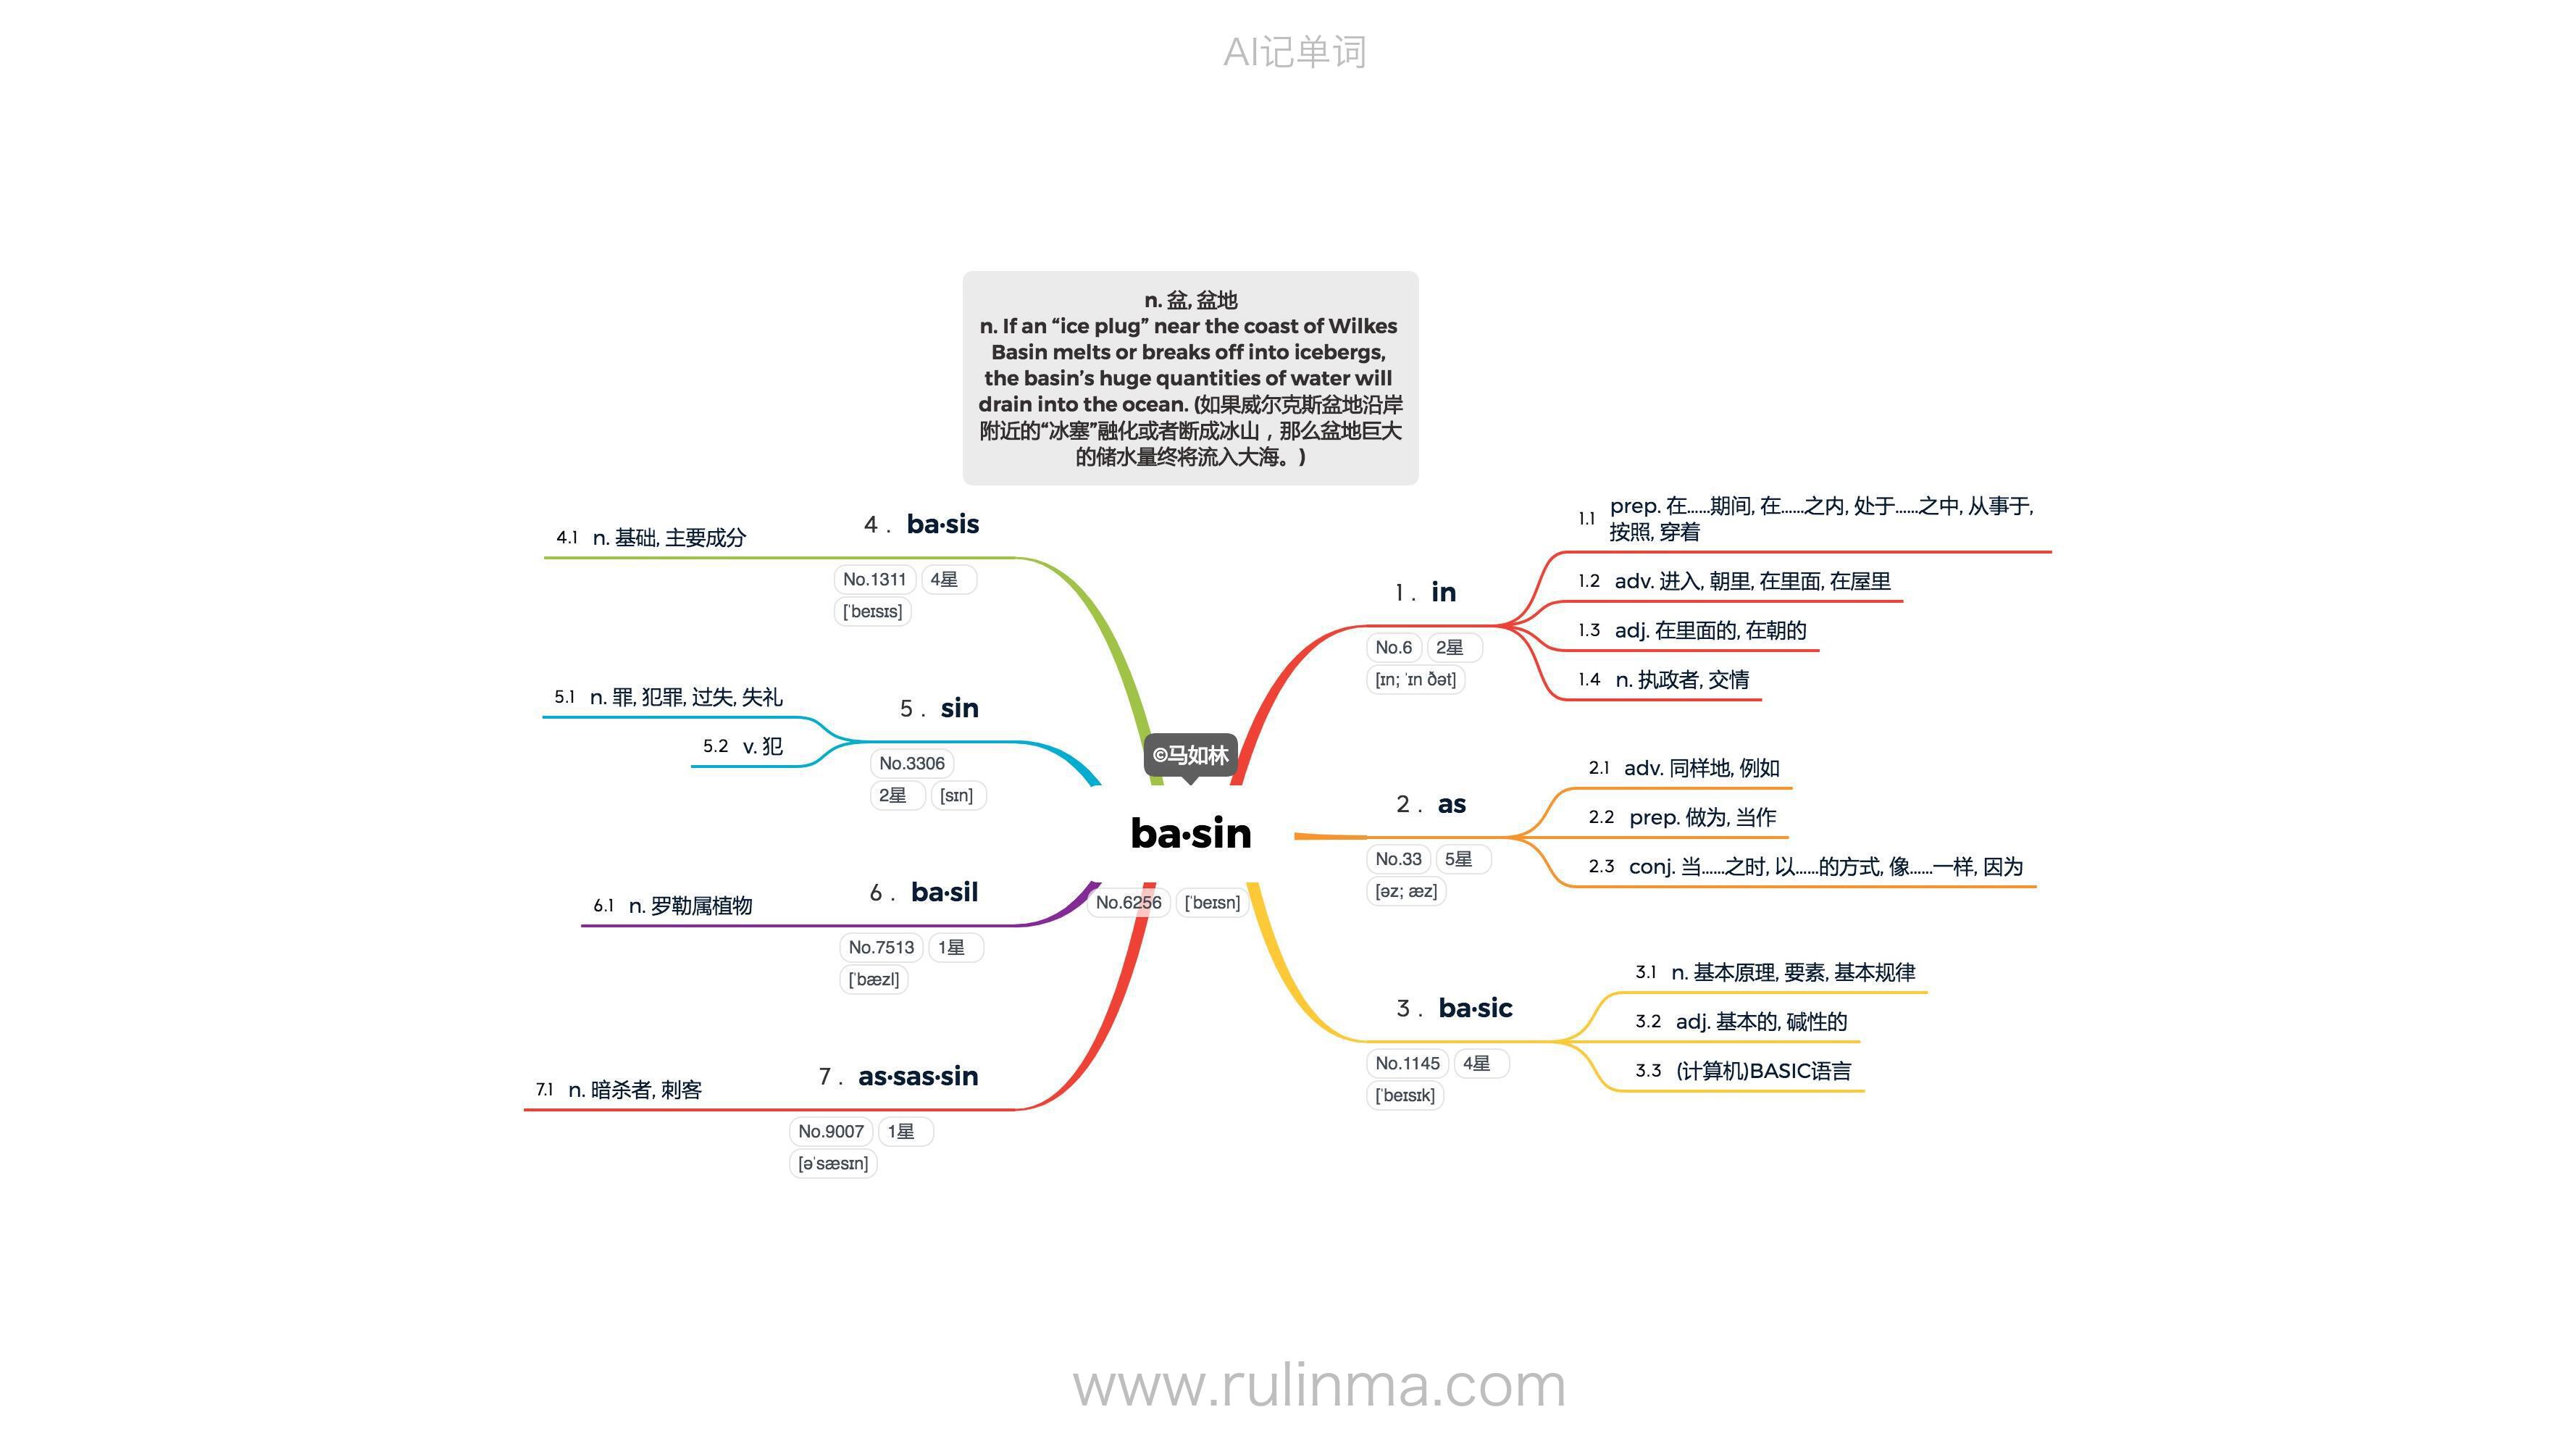 AI记单词
n. 盆, 盆地
n. If an “ice plug” near the coast of Wilkes
Basin melts or breaks off into icebergs,
the basin’s huge quantities of water will
drain into the ocean. (如果威尔克斯盆地沿岸
附近的“冰塞”融化或者断成冰山，那么盆地巨大
的储水量终将流入大海。)
©马如林
ba·sin
No.6256 [ˈbeɪsn]
1. in
No.6 2星
[ɪn; ˈɪn ðət]
1.1 prep. 在……期间, 在……之内, 处于……之中, 从事于,
按照, 穿着
1.2 adv. 进入, 朝里, 在里面, 在屋里
1.3 adj. 在里面的, 在朝的
1.4 n. 执政者, 交情
2. as
No.33 5星
[əz; æz]
2.1 adv. 同样地, 例如
2.2 prep. 做为, 当作
2.3 conj. 当……之时, 以……的方式, 像……一样, 因为
3. ba·sic
No.1145 4星
[ˈbeɪsɪk]
3.1 n. 基本原理, 要素, 基本规律
3.2 adj. 基本的, 碱性的
3.3 (计算机)BASIC语言
4. ba·sis
No.1311 4星
[ˈbeɪsɪs]
4.1 n. 基础, 主要成分
5. sin
No.3306
2星 [sɪn]
5.1 n. 罪, 犯罪, 过失, 失礼
5.2 v. 犯
6. ba·sil
No.7513 1星
[ˈbæzl]
6.1 n. 罗勒属植物
7. as·sas·sin
No.9007 1星
[əˈsæsɪn]
7.1 n. 暗杀者, 刺客
www.rulinma.com